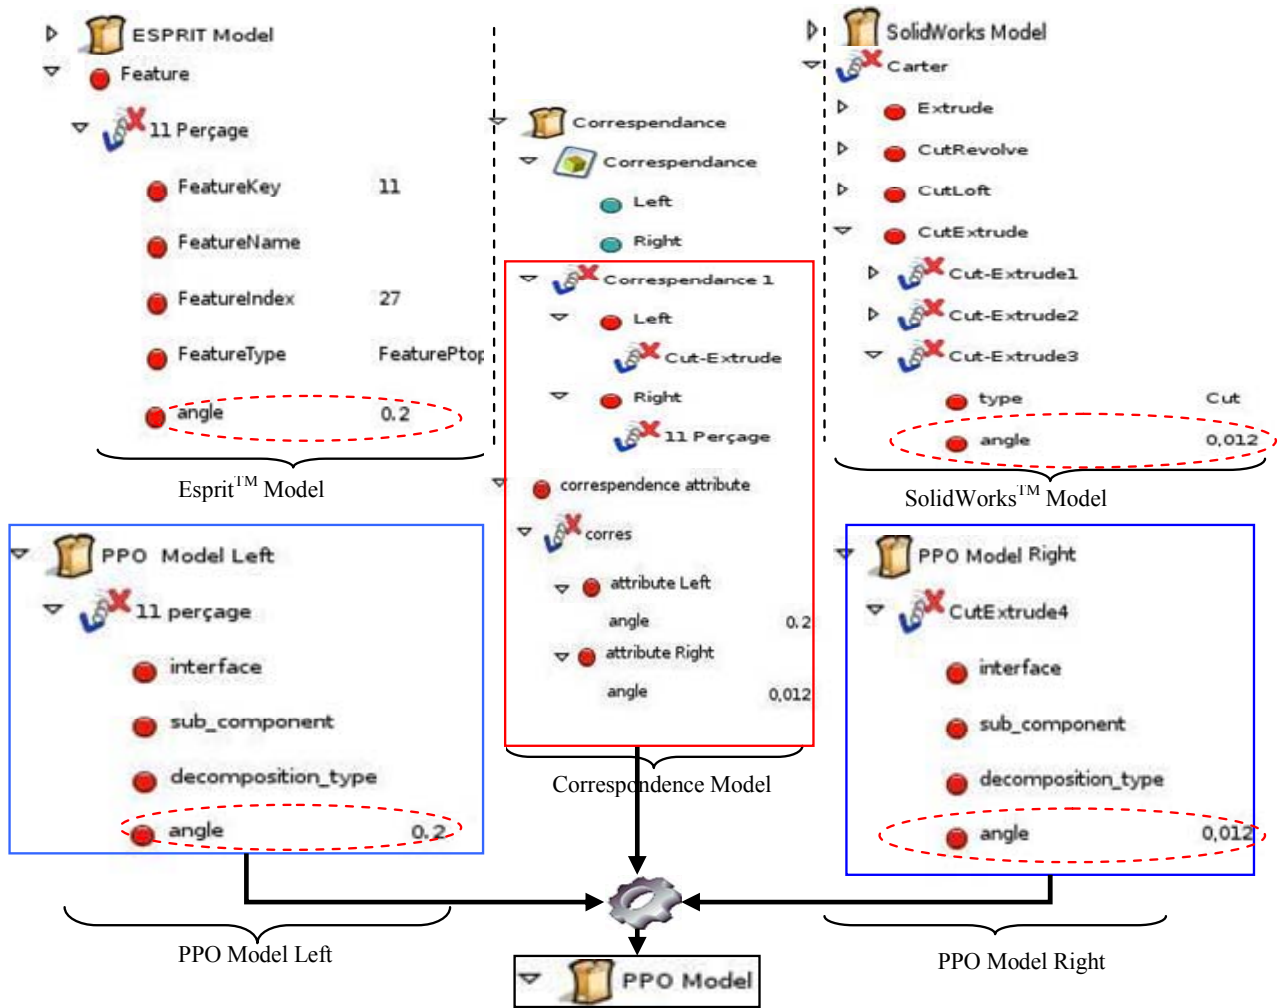 ESPRIT Model
Feature
11 Perçage
FeatureKey 11
FeatureName
FeatureIndex 27
FeatureType FeaturePtop
angle 0.2
Esprit™ Model
Correspendance
Correspendance
Left
Right
Correspendance 1
Left
Cut-Extrude
Right
11 Perçage
correspendence attribute
corres
attribute Left
angle 0.2
attribute Right
angle 0,012
Correspondence Model
SolidWorks Model
Carter
Extrude
CutRevolve
CutLoft
CutExtrude
Cut-Extrude1
Cut-Extrude2
Cut-Extrude3
type Cut
angle 0,012
SolidWorks™ Model
PPO Model Left
11 perçage
interface
sub_component
decomposition_type
angle 0.2
PPO Model Left
PPO Model Right
CutExtrude4
interface
sub_component
decomposition_type
angle 0,012
PPO Model Right
PPO Model